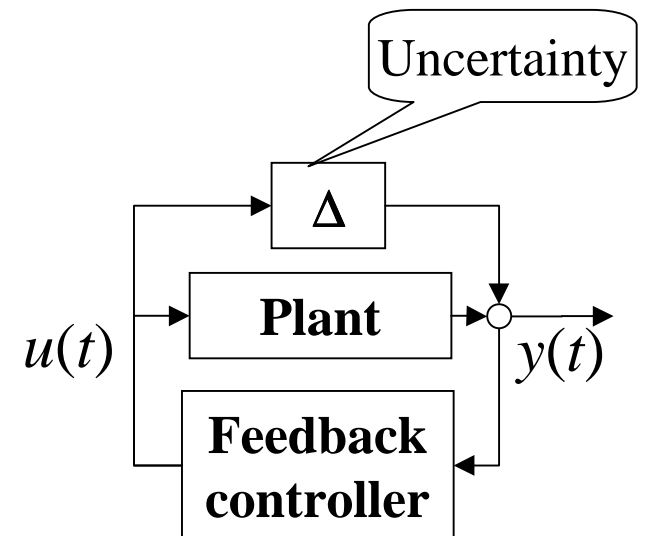 Uncertainty
Δ
Plant
u(t)
y(t)
Feedback
controller